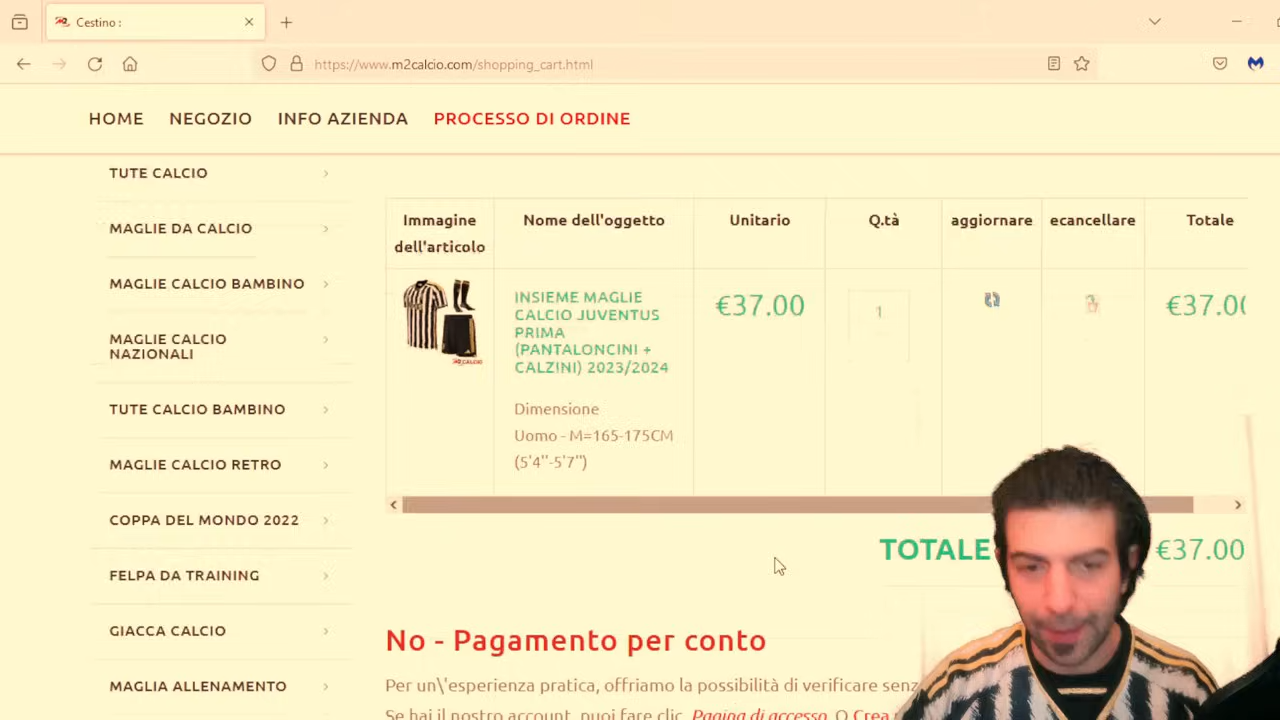 Cestino :
https://www.m2calcio.com/shopping_cart.html
HOME NEGOZIO INFO AZIENDA PROCESSO DI ORDINE
TUTE CALCIO
MAGLIE DA CALCIO
MAGLIE CALCIO BAMBINO
MAGLIE CALCIO
NAZIONALI
TUTE CALCIO BAMBINO
MAGLIE CALCIO RETRO
COPPA DEL MONDO 2022
FELPA DA TRAINING
GIACCA CALCIO
MAGLIA ALLENAMENTO
Immagine
dell'articolo
Nome dell'oggetto
Unitario
Q.tà
aggiornare
ecancellare
Totale
M2CALCIO
INSIEME MAGLIE
CALCIO JUVENTUS
PRIMA
(PANTALONCINI +
CALZINI) 2023/2024
Dimensione
Uomo - M=165-175CM
(5'4''-5'7'')
€37.00
1
€37.00
TOTALE €37.00
No - Pagamento per conto
Per un\'esperienza pratica, offriamo la possibilità di verificare senz
Se hai il nostro account, puoi fare clic Pagina di accesso. O Crea